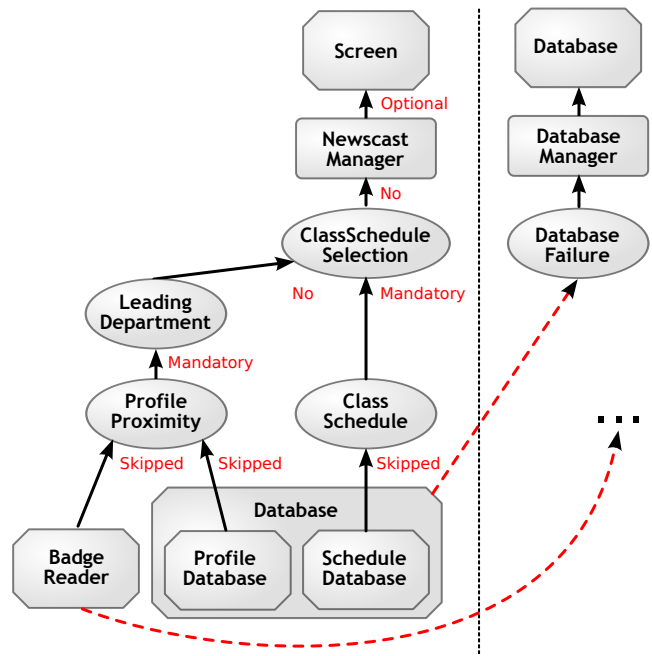 Screen
Database
Optional
Newscast
Manager
Database
Manager
No
ClassSchedule
Selection
Database
Failure
No
Mandatory
Leading
Department
Mandatory
Profile
Proximity
Class
Schedule
Skipped
Skipped
Skipped
Database
Badge
Reader
Profile
Database
Schedule
Database